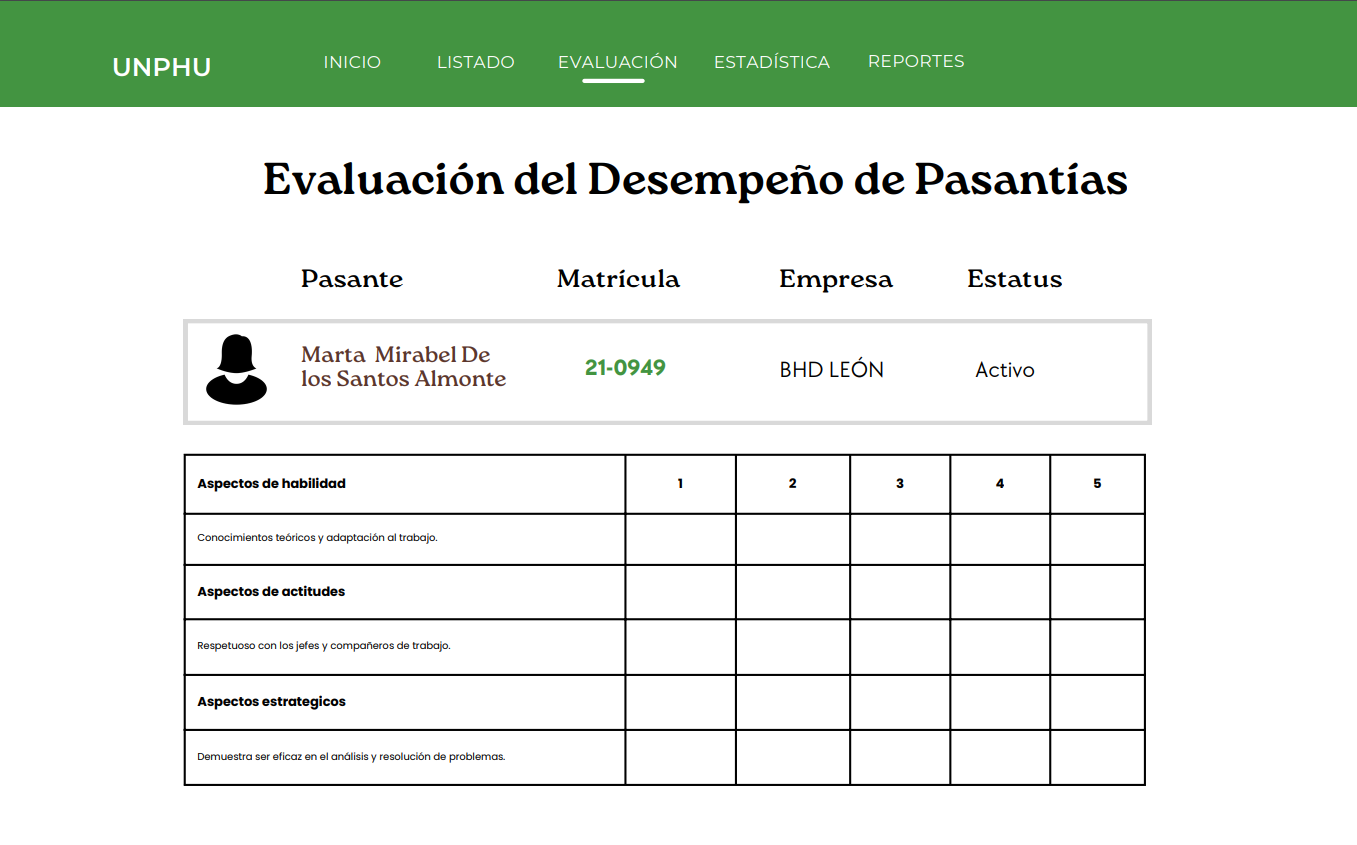 UNPHU INICIO LISTADO EVALUACIÓN ESTADÍSTICA REPORTES
Evaluación del Desempeño de Pasantías
Pasante Matrícula Empresa Estatus
Marta Mirabel De
los Santos Almonte
21-0949 BHD LEÓN Activo
Aspectos de habilidad 1 2 3 4 5
Conocimientos teóricos y adaptación al trabajo.
Aspectos de actitudes
Respetuoso con los jefes y compañeros de trabajo.
Aspectos estrategicos
Demuestra ser eficaz en el análisis y resolución de problemas.